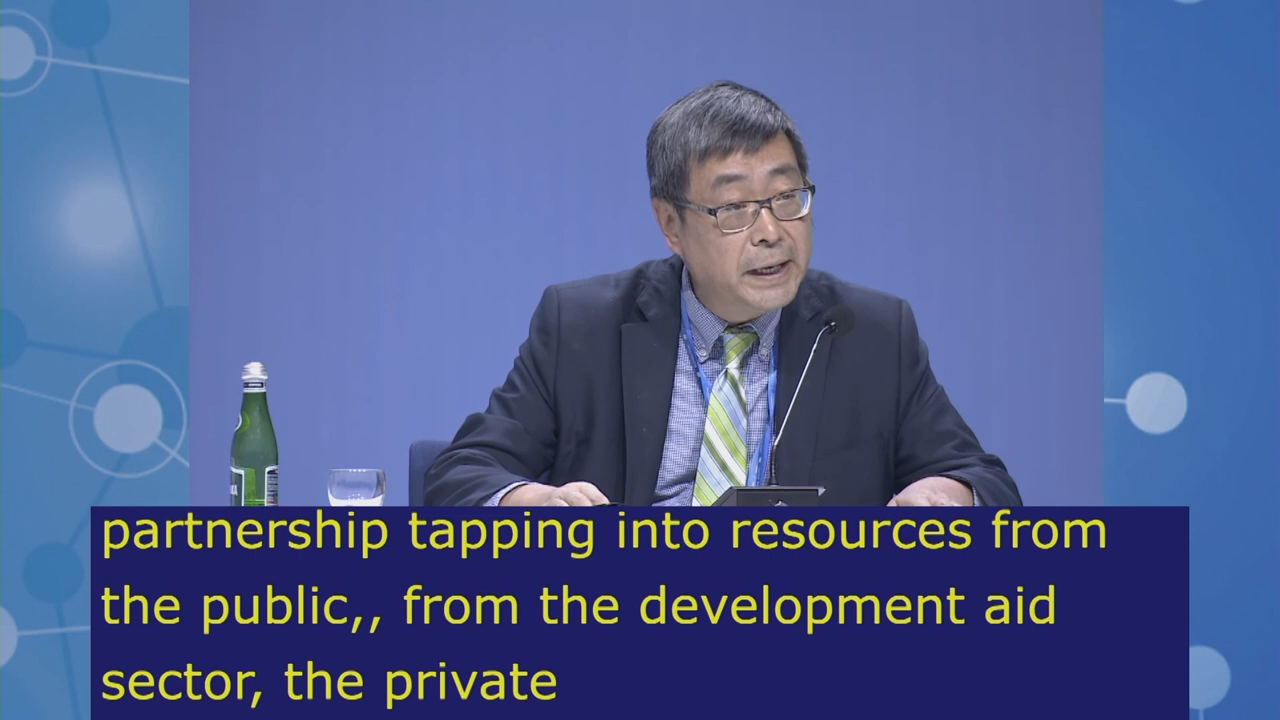 partnership tapping into resources from
the public,, from the development aid
sector, the private